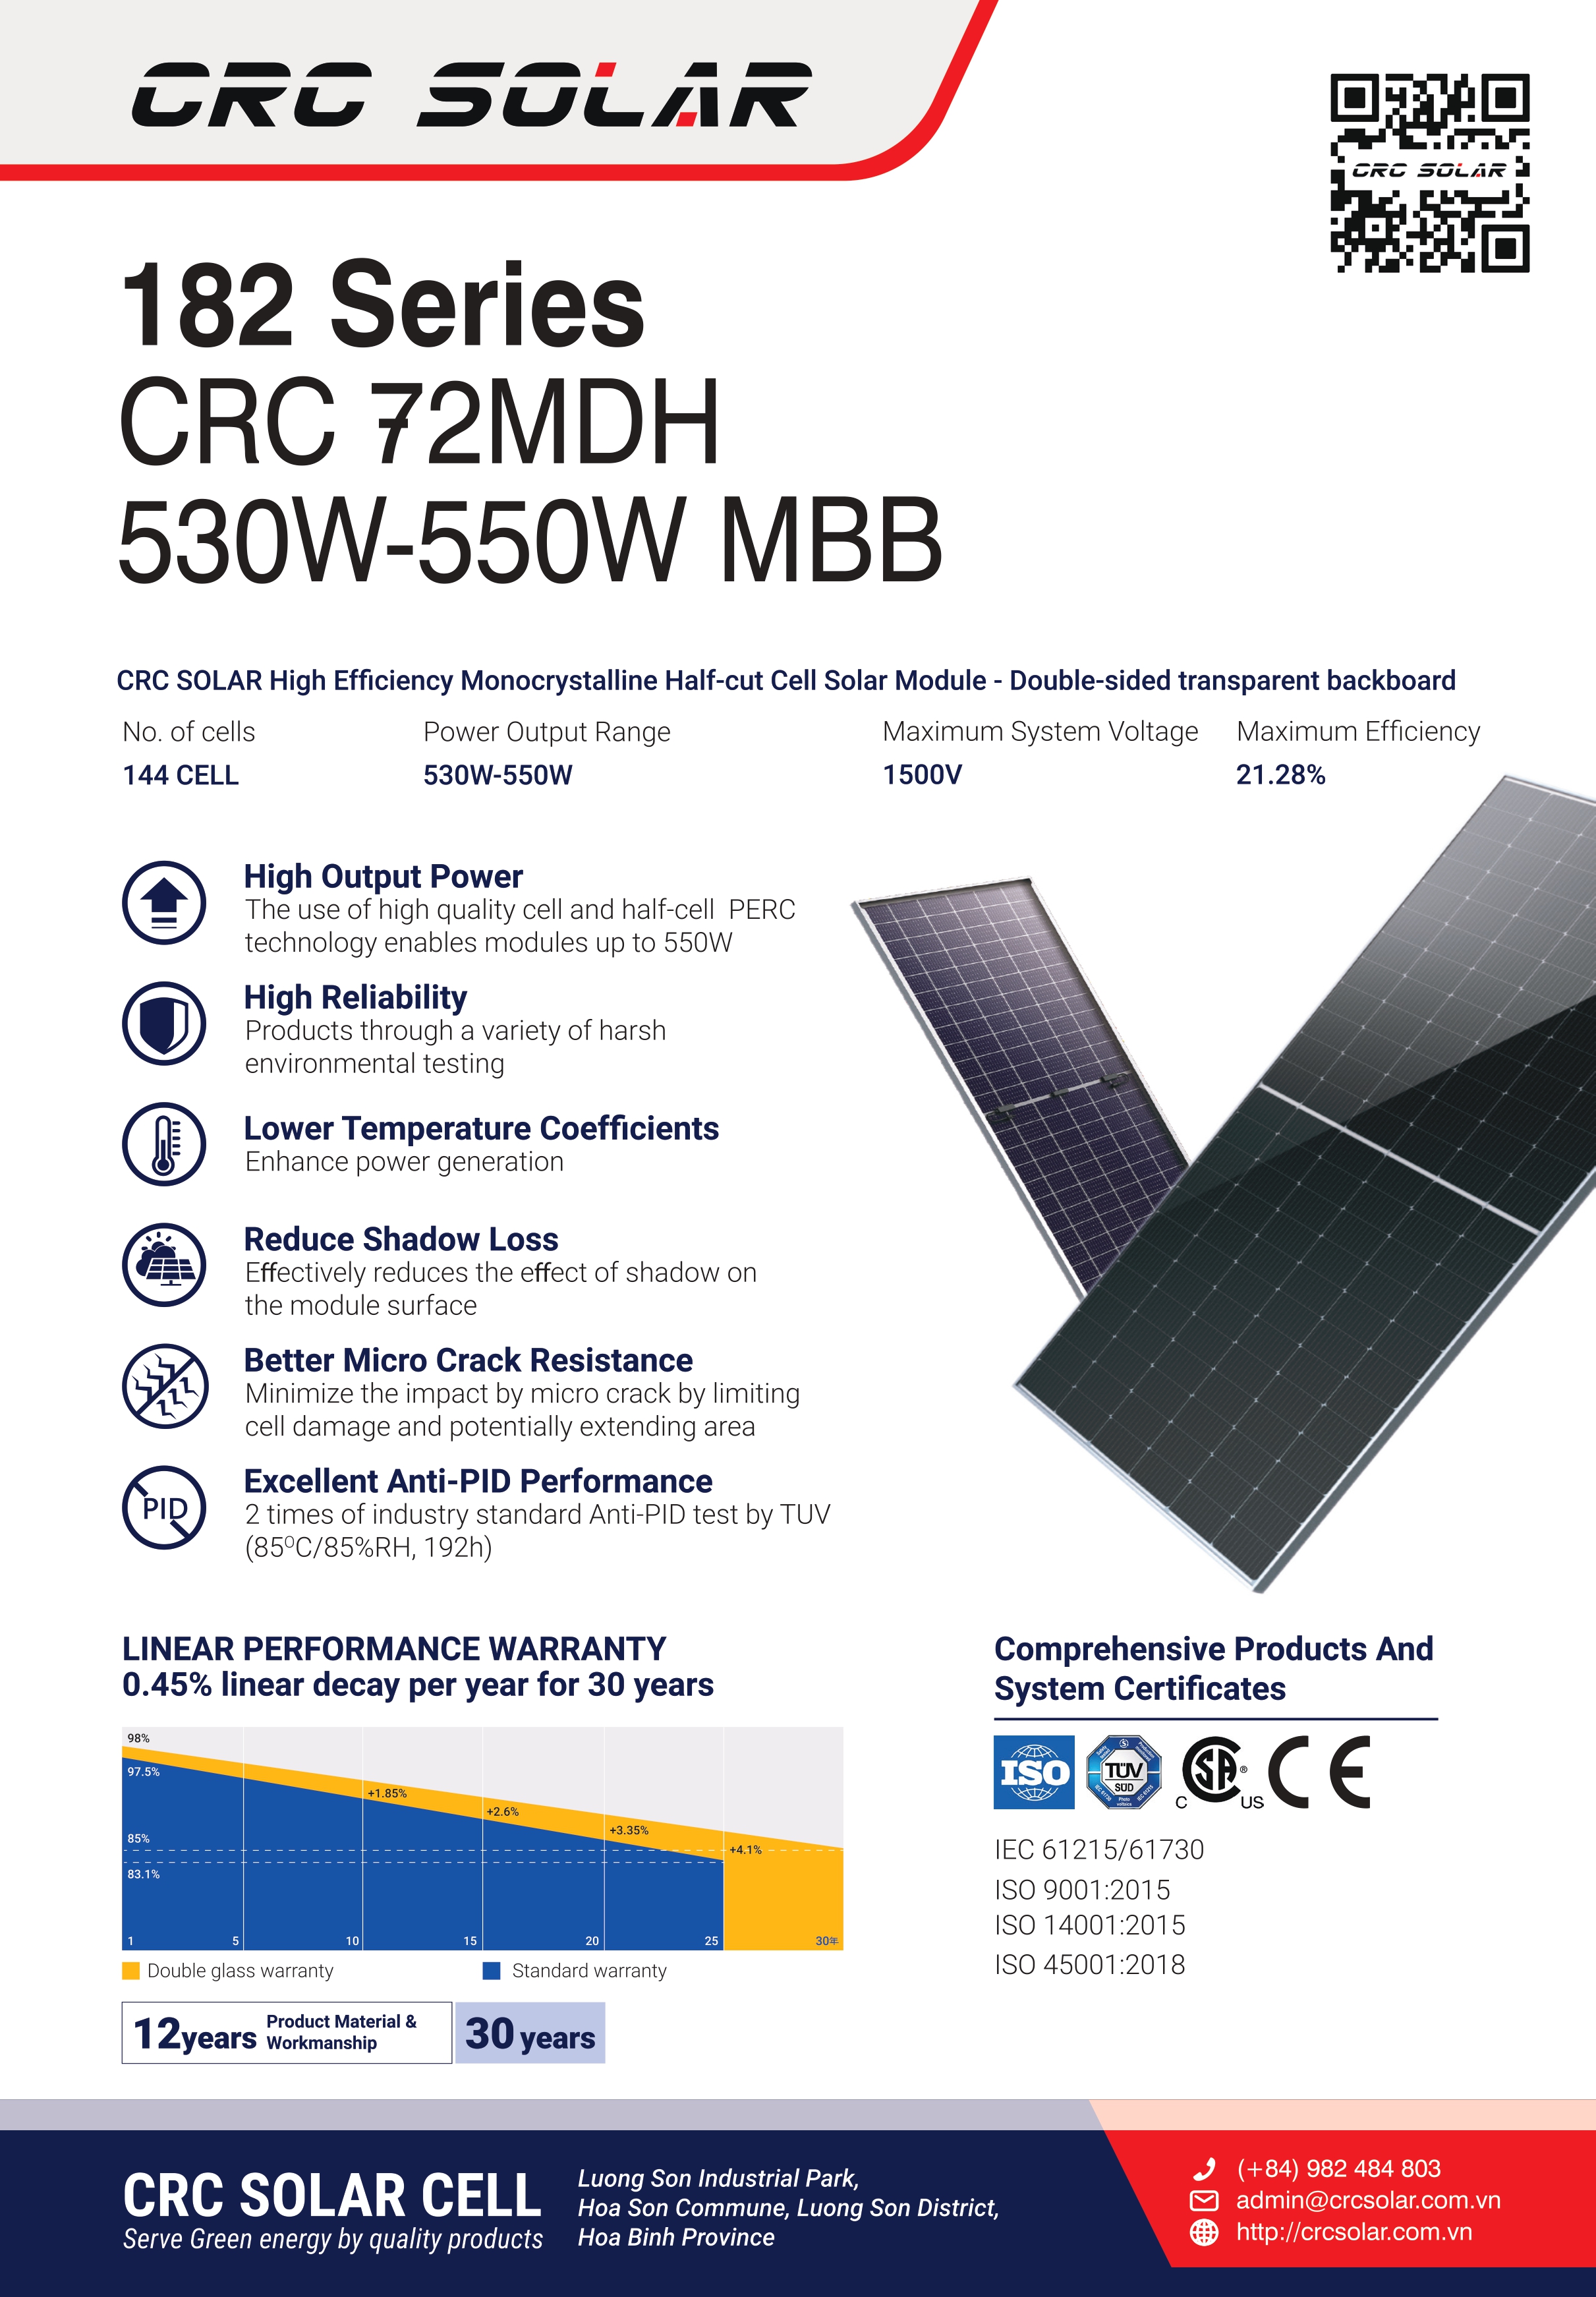 CRC SOLAR
CRC SOLAR
182 Series
CRC 72MDH
530W-550W MBB
CRC SOLAR High Efficiency Monocrystalline Half-cut Cell Solar Module - Double-sided transparent backboard
No. of cells
144 CELL
Power Output Range
530W-550W
Maximum System Voltage
1500V
Maximum Efficiency
21.28%
High Output Power
The use of high quality cell and half-cell PERC
technology enables modules up to 550W
High Reliability
Products through a variety of harsh
environmental testing
Lower Temperature Coefficients
Enhance power generation
Reduce Shadow Loss
Effectively reduces the effect of shadow on
the module surface
Better Micro Crack Resistance
Minimize the impact by micro crack by limiting
cell damage and potentially extending area
PID
Excellent Anti-PID Performance
2 times of industry standard Anti-PID test by TUV
(85⁰C/85%RH, 192h)
LINEAR PERFORMANCE WARRANTY
0.45% linear decay per year for 30 years
98%
97.5%
+1.85%
+2.6%
+3.35%
+4.1%
85%
83.1%
1 5 10 15 20 25 30年
Double glass warranty
Standard warranty
12years Product Material &
Workmanship
30 years
Comprehensive Products And
System Certificates
ISO
TÜV
SÜD
IEC 61730
Photo
voltaics
IEC 61215
SA®
C US
CE
IEC 61215/61730
ISO 9001:2015
ISO 14001:2015
ISO 45001:2018
CRC SOLAR CELL
Serve Green energy by quality products
Luong Son Industrial Park,
Hoa Son Commune, Luong Son District,
Hoa Binh Province
(+84) 982 484 803
admin@crcsolar.com.vn
http://crcsolar.com.vn